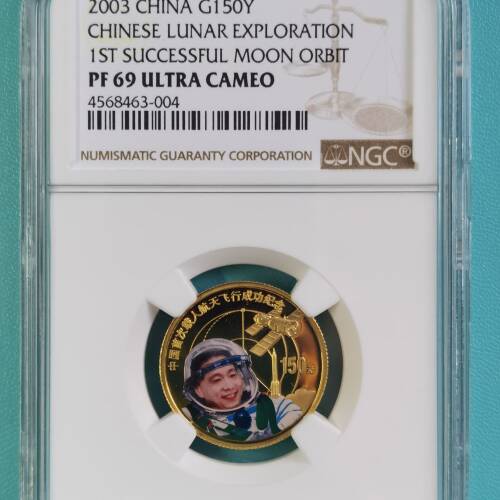 2003 CHINA G150Y
CHINESE LUNAR EXPLORATION
1ST SUCCESSFUL MOON ORBIT
PF 69 ULTRA CAMEO
4568463-004
NUMISMATIC GUARANTY CORPORATION
NGC®
中国首次载人航天飞行成功纪念
150元